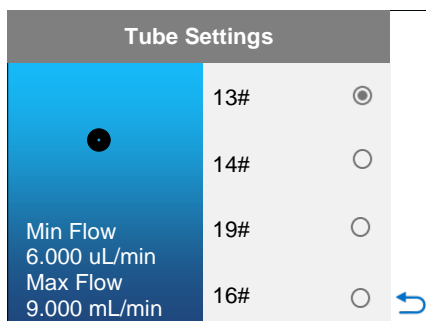 Tube Settings
13#
14#
19#
16#
Min Flow
6.000 uL/min
Max Flow
9.000 mL/min